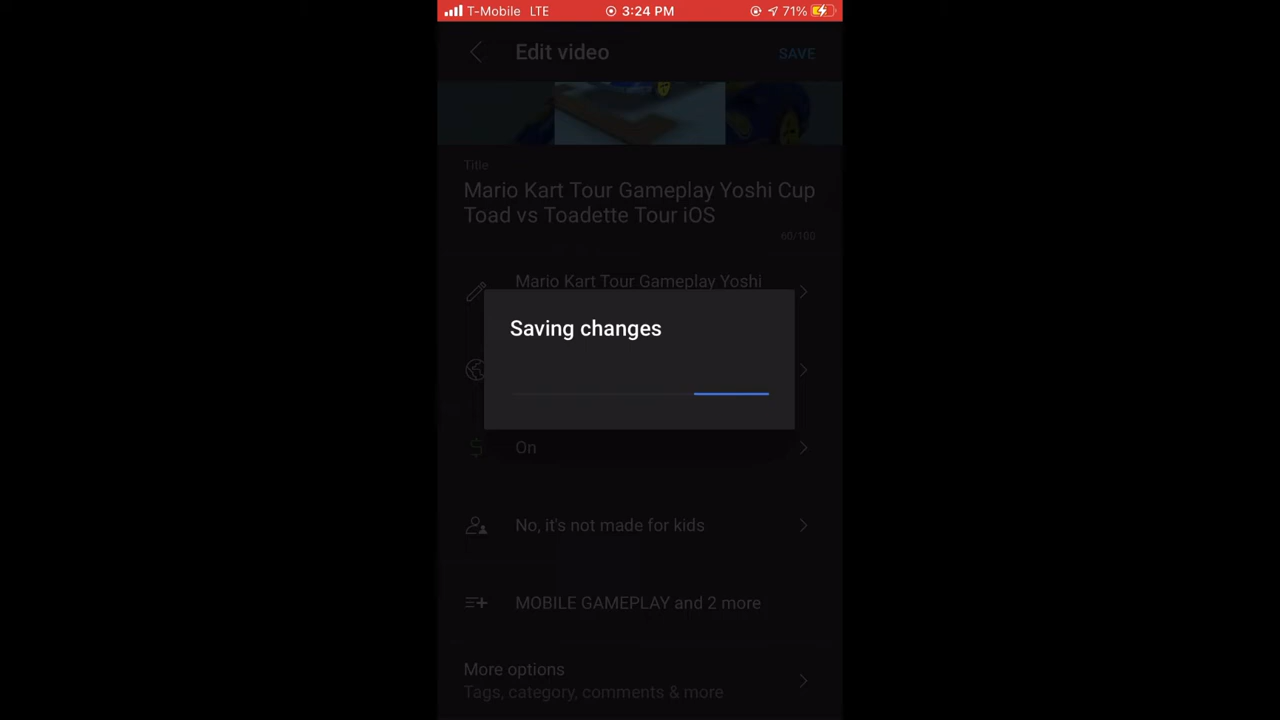 T-Mobile LTE 3:24 PM 71%
Edit video SAVE
Title
Mario Kart Tour Gameplay Yoshi Cup
Toad vs Toadette Tour iOS
60/100
Mario Kart Tour Gameplay Yoshi
Saving changes
On
No, it's not made for kids
MOBILE GAMEPLAY and 2 more
More options
Tags, category, comments & more